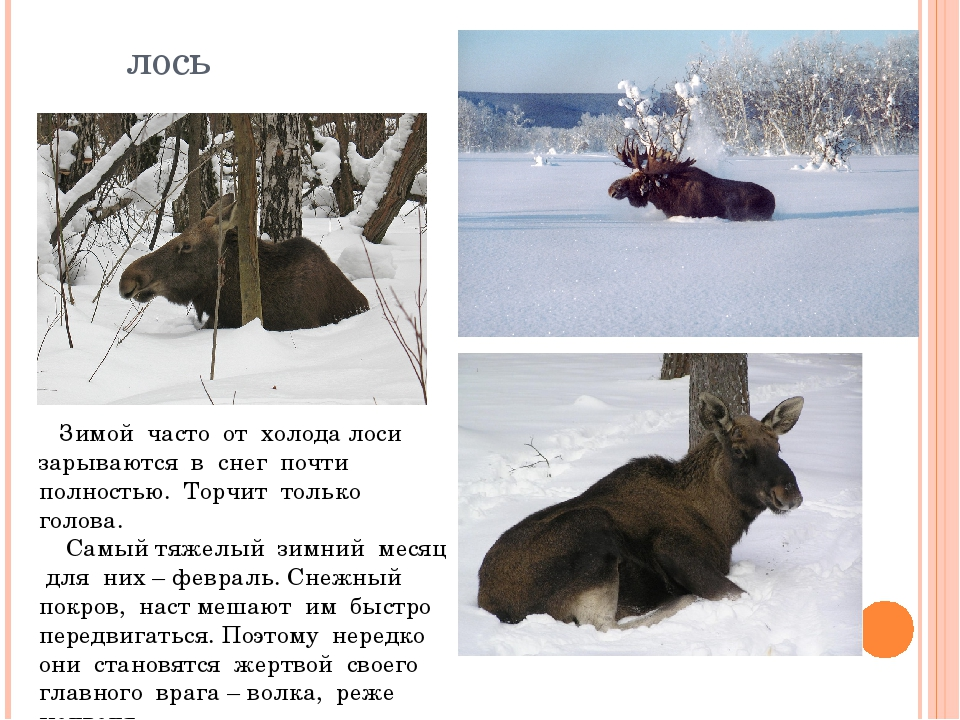 лось
Зимой часто от холода лоси
зарываются в снег почти
полностью. Торчит только
голова.
Самый тяжелый зимний месяц
для них – февраль. Снежный
покров, наст мешают им быстро
передвигаться. Поэтому нередко
они становятся жертвой своего
главного врага – волка, реже